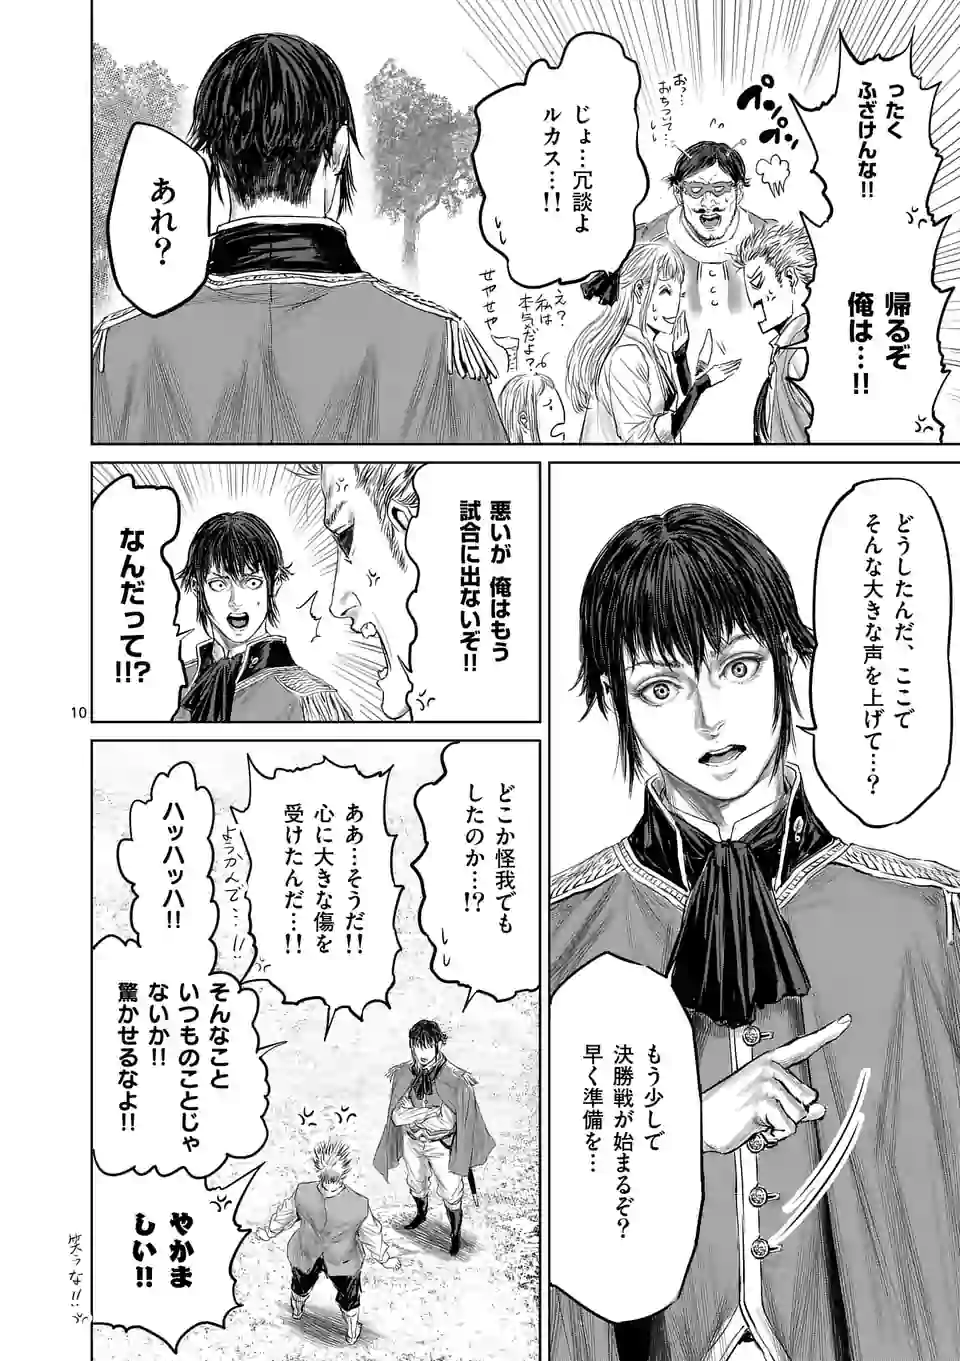 ったく
ふざけんな!!
帰るぞ
俺は…!!
プンプン
おっ…
おちついて…
じょ…冗談よ
ルカス…!!
え?
私は
本気だよ?
せやせや
あれ?
どうしたんだ、ここで
そんな大きな声を上げて…?
もう少しで
決勝戦が始まるぞ?
早く準備を…
悪いが 俺はもう
試合に出ないぞ!!
なんだって!!?
10
どこか怪我でも
したのか…!?
ああ…そうだ!!
心に大きな傷を
受けたんだ…!!
ようかんで…!!
ハッハッハ!!
そんなこと
いつものことじゃ
ないか!!
驚かせるなよ!!
やかま
しい!!
笑うな!!